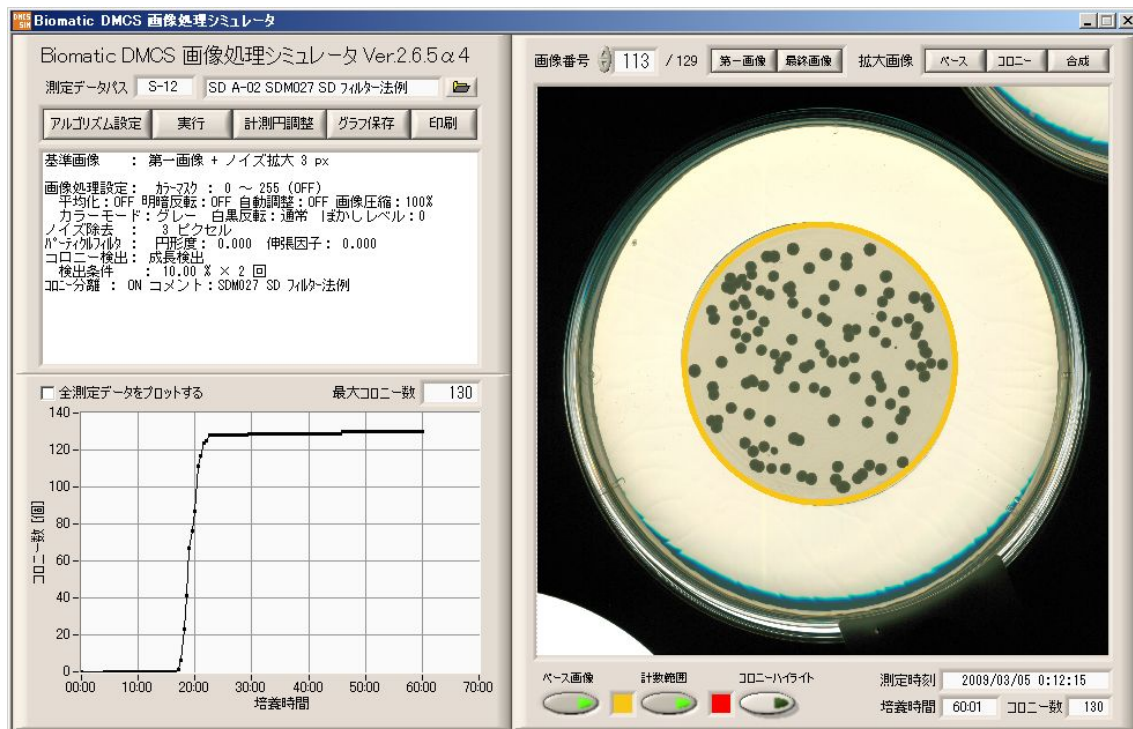 Biomatic DMCS 画像処理シミュレータ
Biomatic DMCS 画像処理シミュレータ Ver.2.6.5α4
測定データパス S-12 SD A-02 SDM027 SD フィルター法例
アルゴリズム設定 実行 計測円調整 グラフ保存 印刷
基準画像 : 第一画像 + ノイズ拡大 3 px
画像処理設定 : カラーマスク : 0 ~ 255 (OFF)
平均化:OFF 明暗反転:OFF 自動調整:OFF 画像圧縮:100%
カラーモード:グレー 白黒反転:通常 ぼかしレベル:0
ノイズ除去 : 3 ピクセル
パーティクルフィルタ : 円形度: 0.000 伸張因子: 0.000
コロニー検出: 成長検出
検出条件 : 10.00 % × 2 回
コロニー分離 : ON コメント:SDM027 SD フィルター法例
全測定データをプロットする 最大コロニー数 130
140
120
100
80
60
40
20
0
コロニー数 [個]
00:00 10:00 20:00 30:00 40:00 50:00 60:00 70:00
培養時間
画像番号 113 / 129 第一画像 最終画像 拡大画像 ベース コロニー 合成
ベース画像 計数範囲 コロニーハイライト
測定時刻 2009/03/05 0:12:15
培養時間 60:01 コロニー数 130